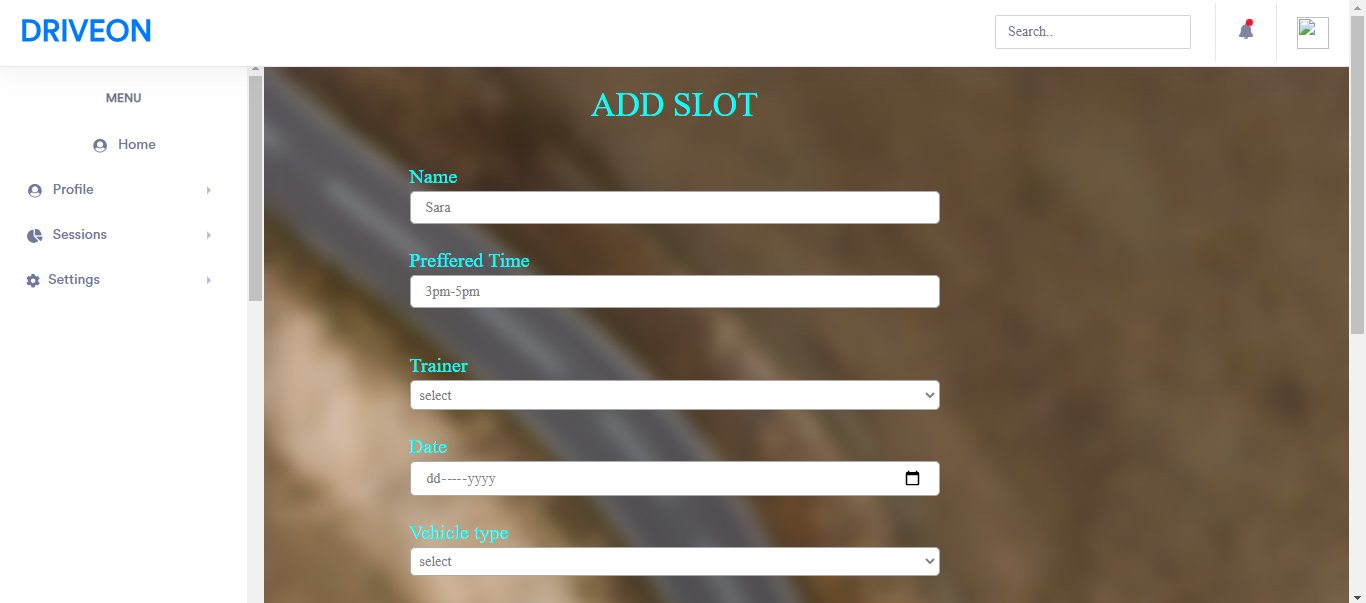 DRIVEON
Search..
MENU
Home
Profile
Sessions
Settings
ADD SLOT
Name
Sara
Preffered Time
3pm-5pm
Trainer
select
Date
dd-----yyyy
Vehicle type
select